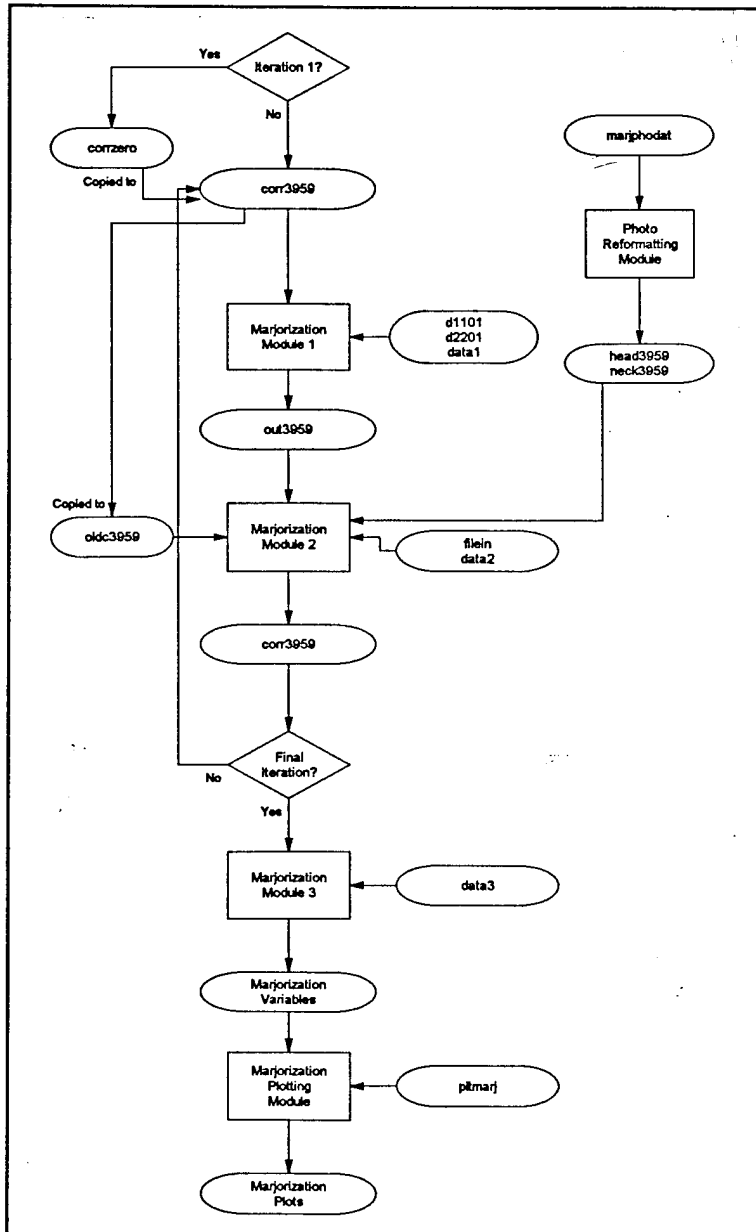 Yes
Iteration 1?
No
corrzero
Copied to
corr3959
marjphodat
Photo
Reformatting
Module
Marjorization
Module 1
d1101
d2201
data1
head3959
neck3959
out3959
Copied to
oldc3959
Marjorization
Module 2
filein
data2
corr3959
Final
Iteration?
No
Yes
Marjorization
Module 3
data3
Marjorization
Variables
Marjorization
Plotting
Module
pltmarj
Marjorization
Plots